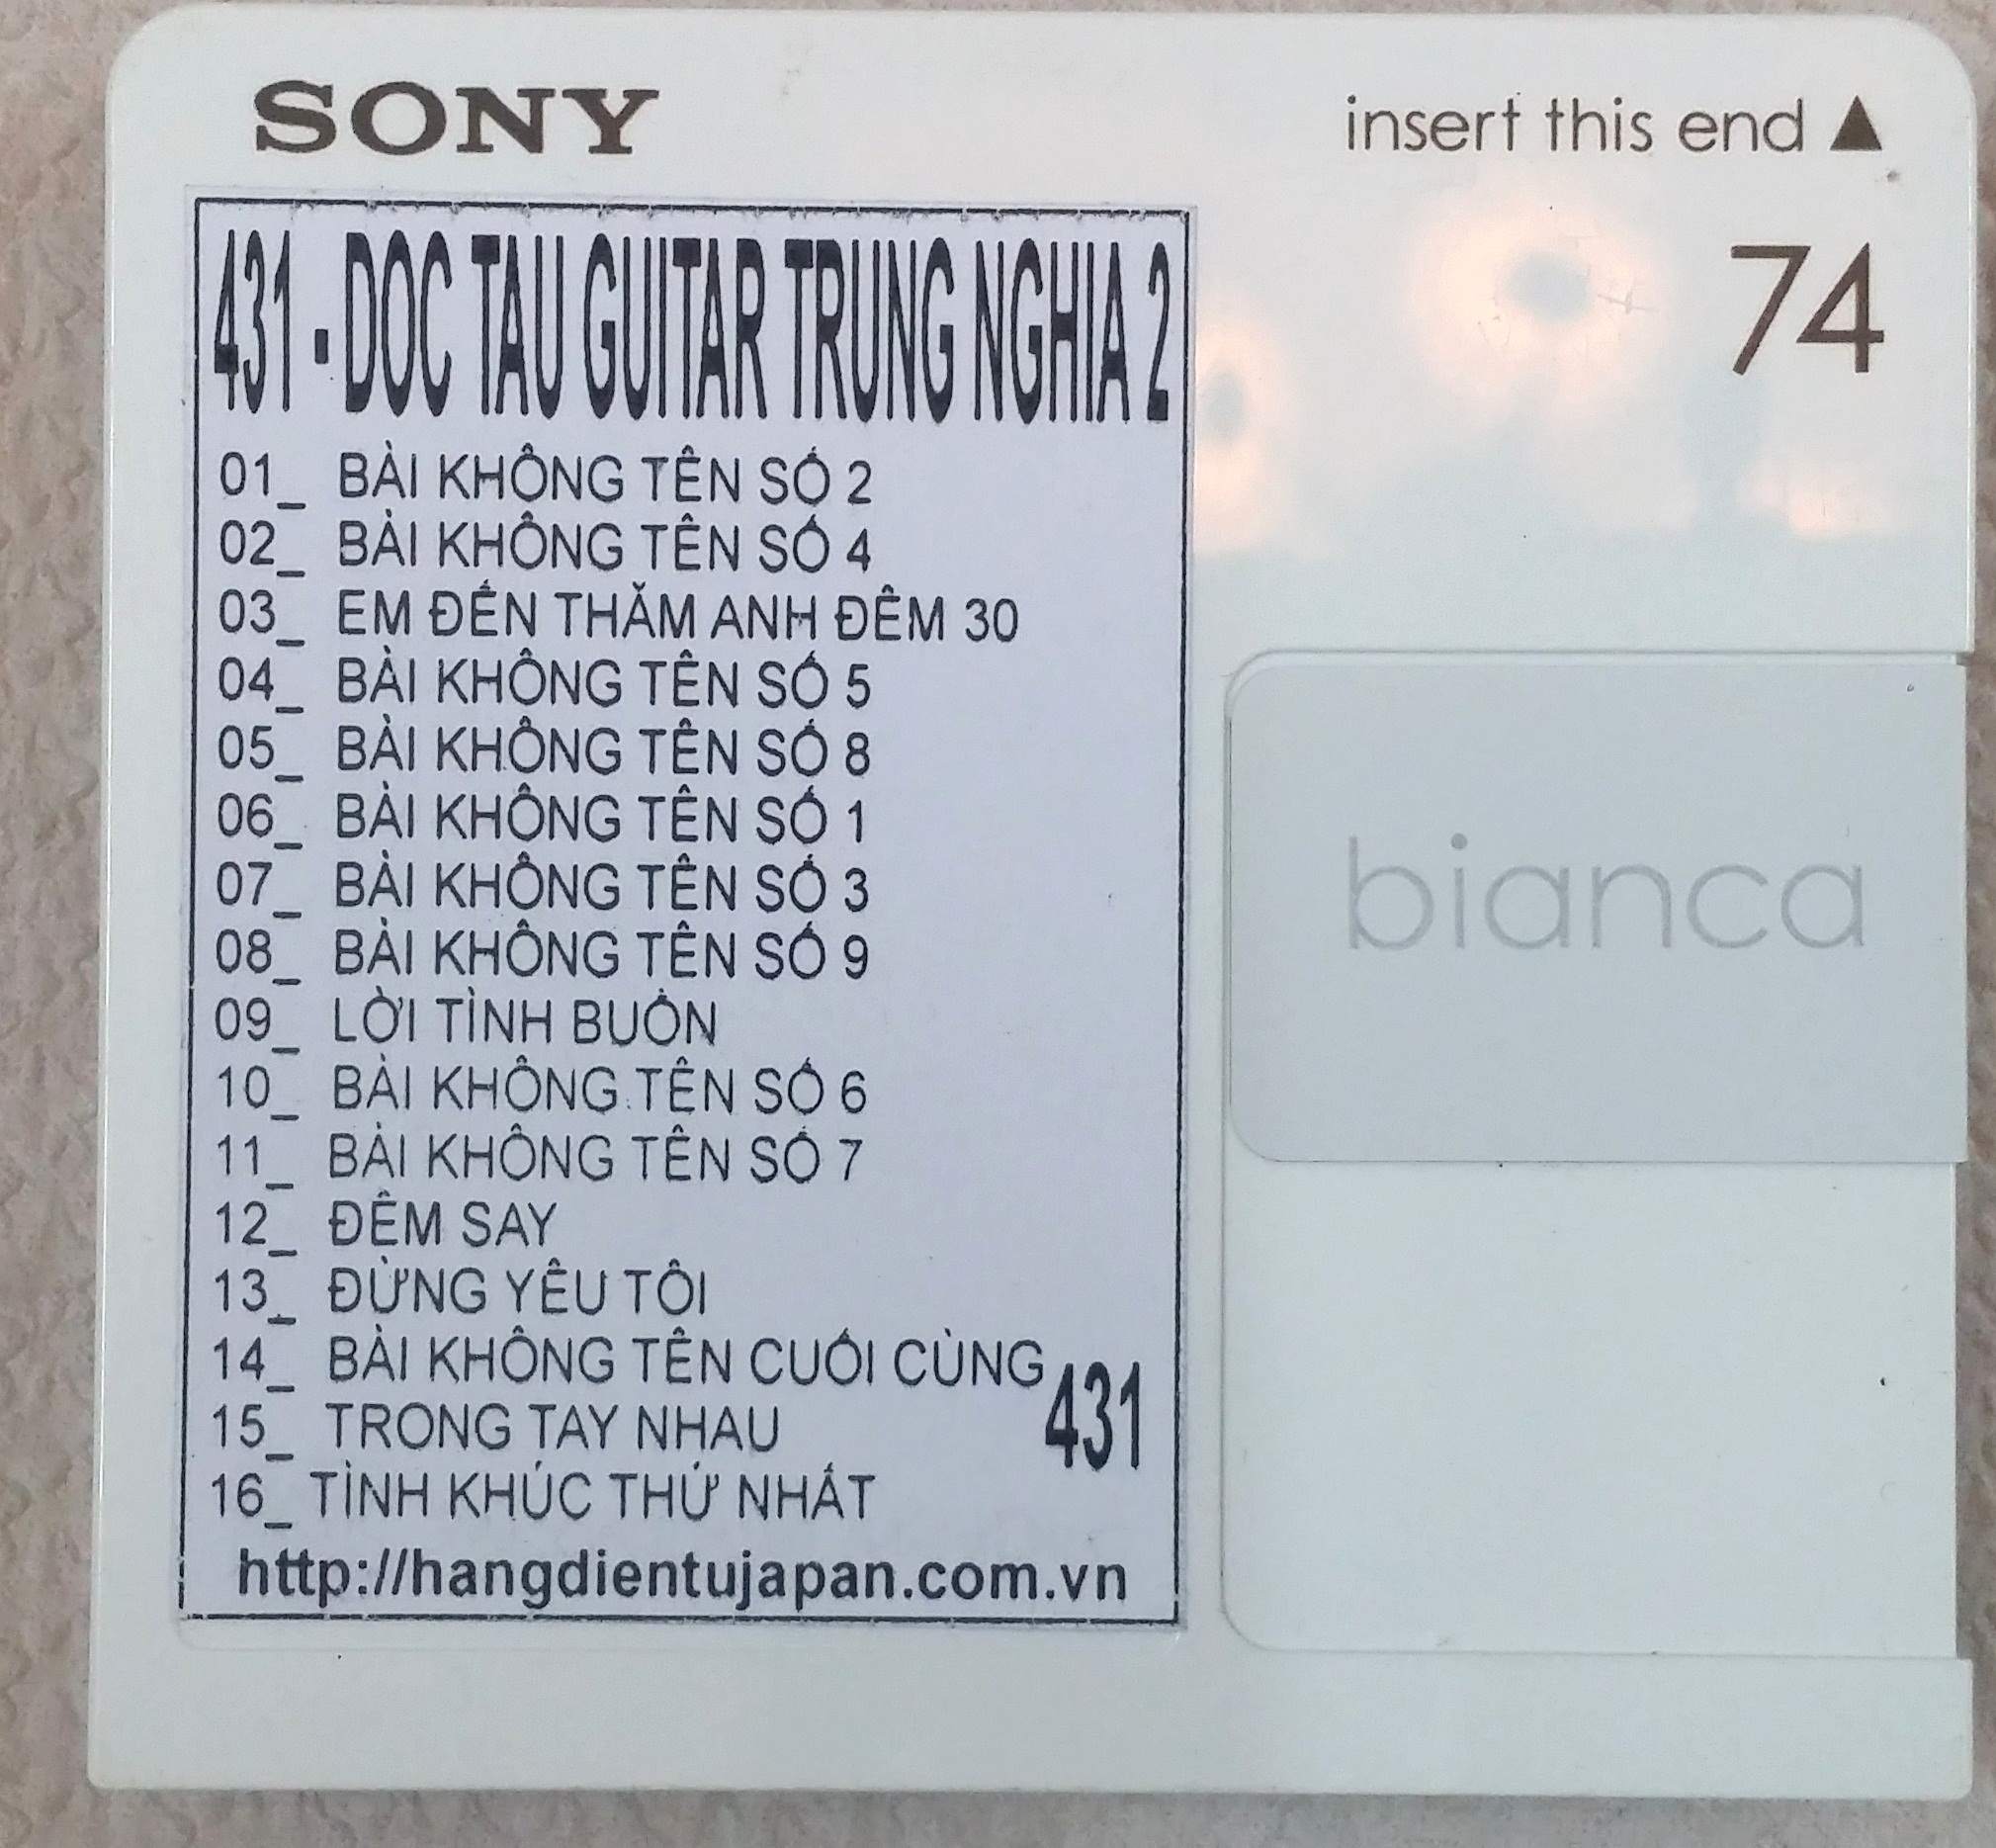 SONY
insert this end ▲
74
431 - DOC TAU GUITAR TRUNG NGHIA 2
01_ BÀI KHÔNG TÊN SỐ 2
02_ BÀI KHÔNG TÊN SỐ 4
03_ EM ĐẾN THĂM ANH ĐÊM 30
04_ BÀI KHÔNG TÊN SỐ 5
05_ BÀI KHÔNG TÊN SỐ 8
06_ BÀI KHÔNG TÊN SỐ 1
07_ BÀI KHÔNG TÊN SỐ 3
08_ BÀI KHÔNG TÊN SỐ 9
09_ LỜI TÌNH BUỒN
10_ BÀI KHÔNG TÊN SỐ 6
11_ BÀI KHÔNG TÊN SỐ 7
12_ ĐÊM SAY
13_ ĐỪNG YÊU TÔI
14_ BÀI KHÔNG TÊN CUỐI CÙNG
15_ TRONG TAY NHAU
431
16_ TÌNH KHÚC THỨ NHẤT
http://hangdientujapan.com.vn
bianca